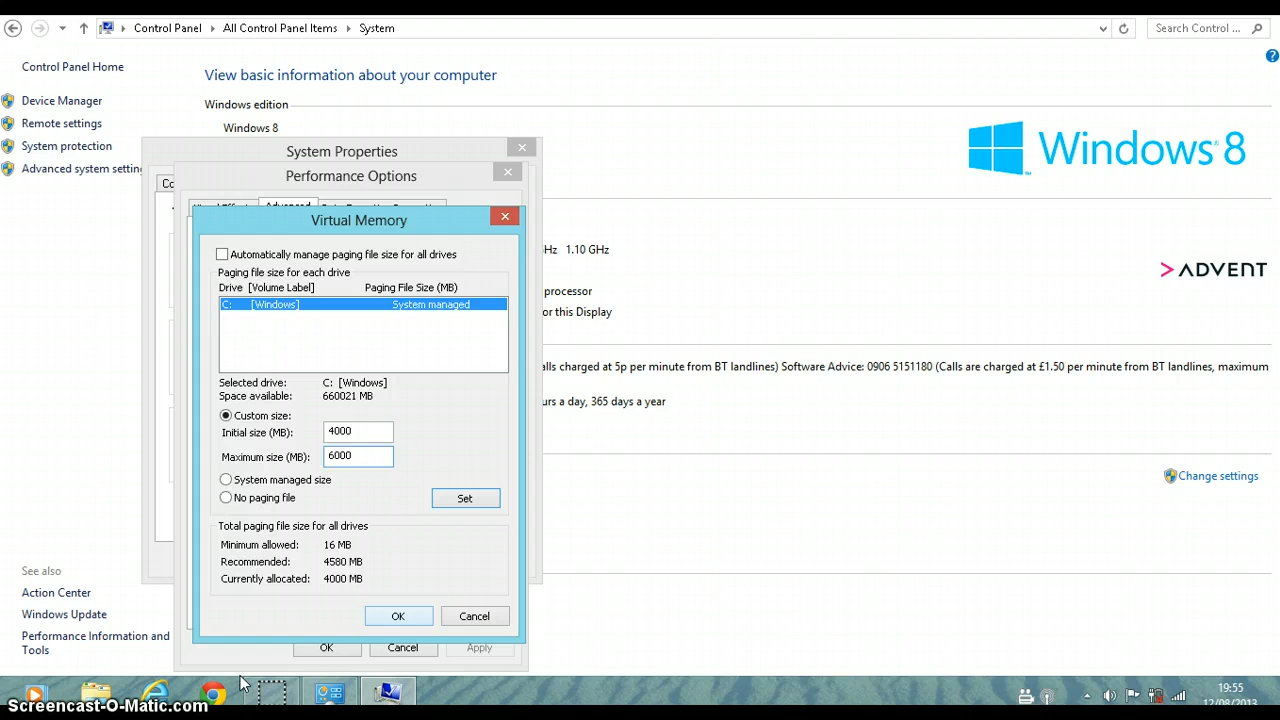 Control Panel
All Control Panel Items
System
Search Control ...
Control Panel Home
View basic information about your computer
Device Manager
Windows edition
Remote settings
Windows 8
System protection
Windows 8
Advanced system settin
System Properties
Performance Options
Co
Advanced
Virtual Memory
Hz 1.10 GHz
Automatically manage paging file size for all drives
ADVENT
Paging file size for each drive
Drive [Volume Label] Paging File Size (MB)
processor
C: [Windows] System managed
or this Display
alls charged at 5p per minute from BT landlines) Software Advice: 0906 5151180 (Calls are charged at £1.50 per minute from BT landlines, maximum
Selected drive: C: [Windows]
Space available: 660021 MB
urs a day, 365 days a year
Custom size:
Initial size (MB): 4000
Maximum size (MB): 6000
System managed size
Change settings
No paging file
Set
Total paging file size for all drives
Minimum allowed: 16 MB
Recommended: 4580 MB
Currently allocated: 4000 MB
See also
Action Center
Windows Update
OK Cancel
Performance Information and
Tools
OK Cancel Apply
19:55
12/08/2013
Screencast-O-Matic.com